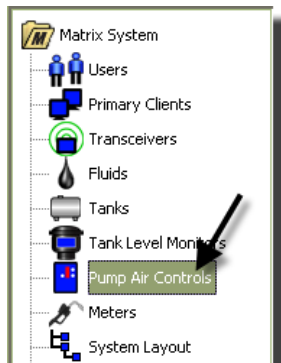 Matrix System
Users
Primary Clients
Transceivers
Fluids
Tanks
Tank Level Monitors
Pump Air Controls
Meters
System Layout